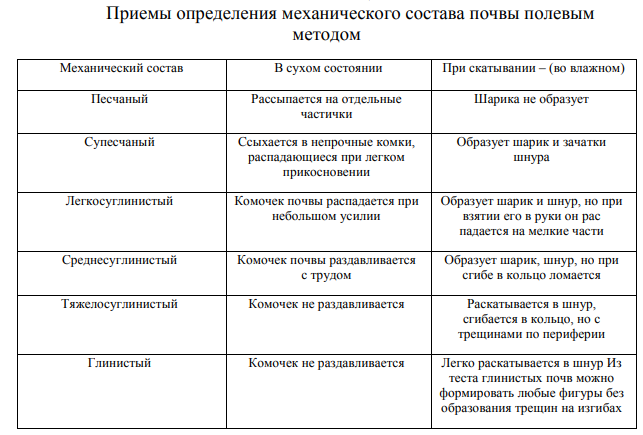 Приемы определения механического состава почвы полевым
методом
Механический состав
В сухом состоянии
При скатывании – (во влажном)
Песчаный
Рассыпается на отдельные
частички
Шарика не образует
Супесчаный
Ссыхается в непрочные комки,
распадающиеся при легком
прикосновении
Образует шарик и зачатки
шнура
Легкосуглинистый
Комочек почвы распадается при
небольшом усилии
Образует шарик и шнур, но при
взятии его в руки он рас
падается на мелкие части
Среднесуглинистый
Комочек почвы раздавливается
с трудом
Образует шарик, шнур, но при
сгибе в кольцо ломается
Тяжелосуглинистый
Комочек не раздавливается
Раскатывается в шнур,
сгибается в кольцо, но с
трещинами по периферии
Глинистый
Комочек не раздавливается
Легко раскатывается в шнур Из
теста глинистых почв можно
формировать любые фигуры без
образования трещин на изгибах